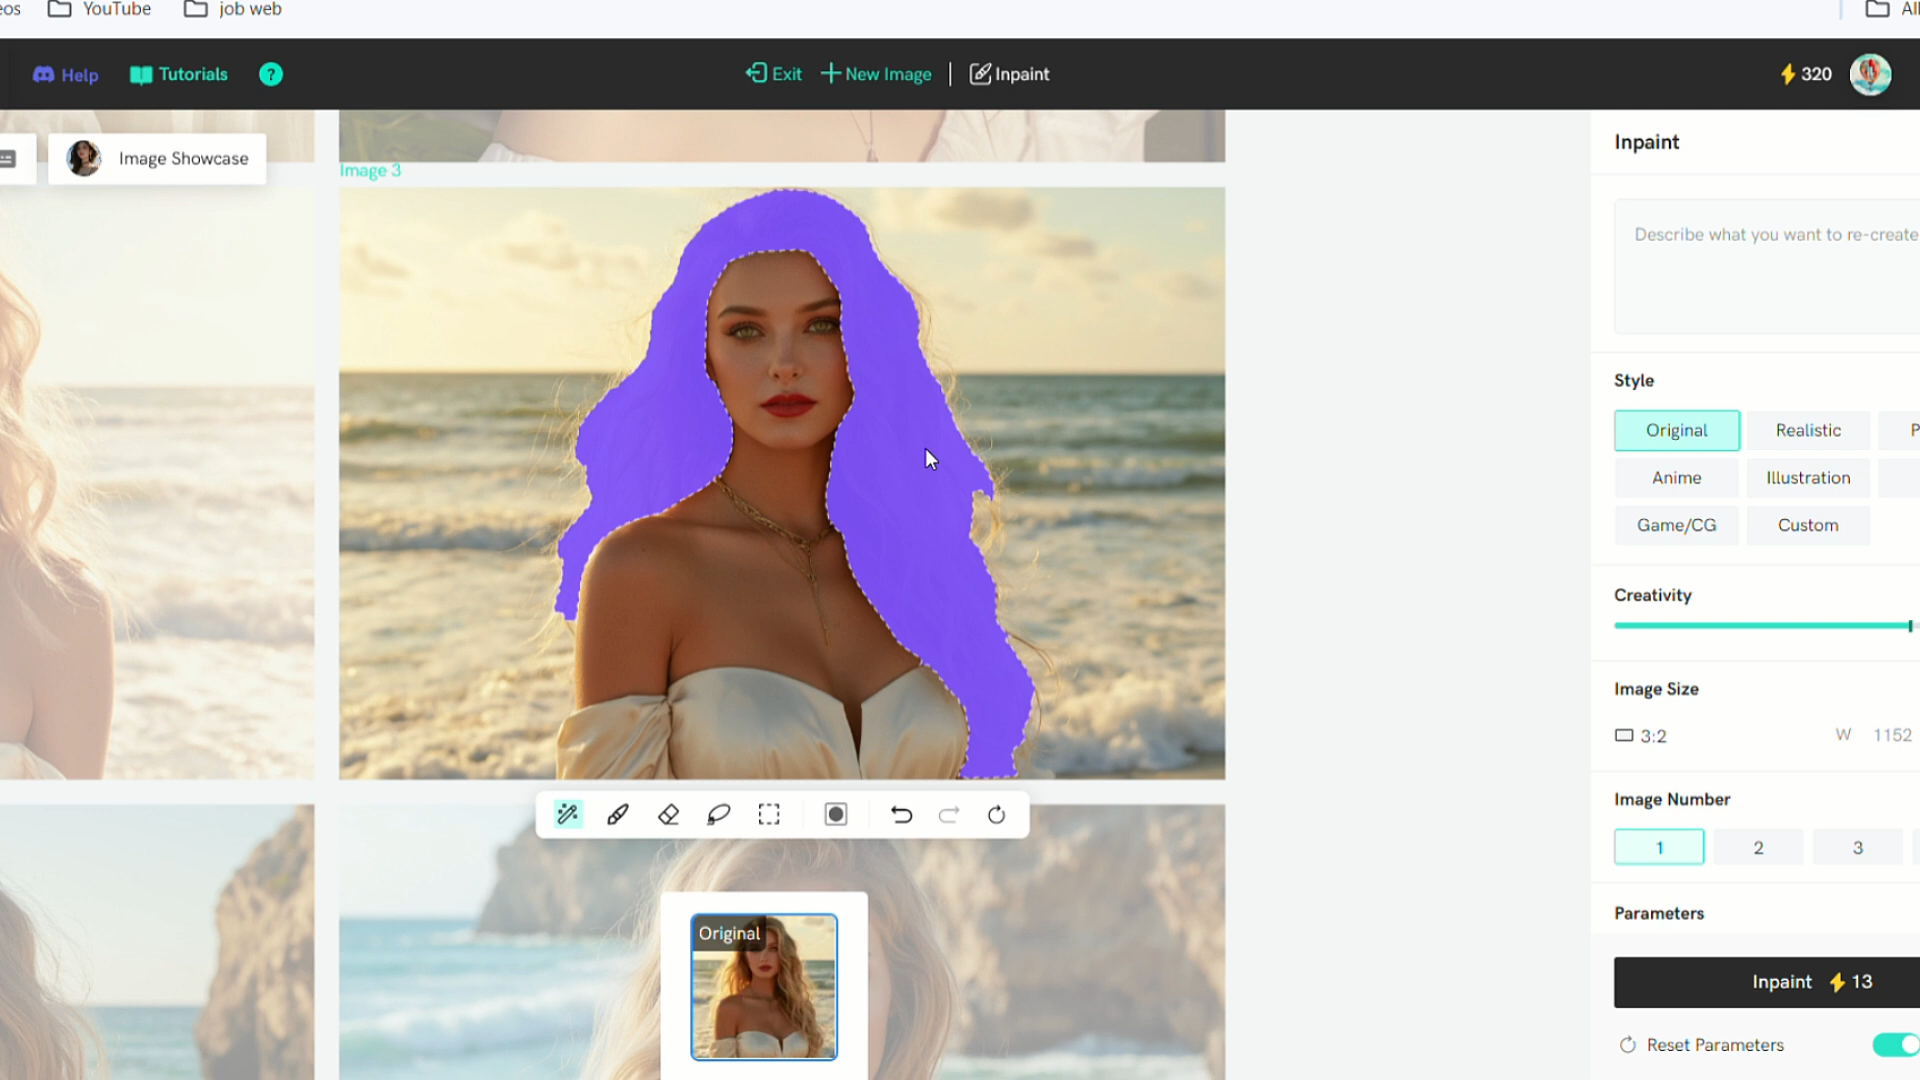 YouTube
job web
Help
Tutorials
?
Exit
New Image
Inpaint
320
Image Showcase
Image 3
Inpaint
Describe what you want to re-create
Style
Original
Realistic
Anime
Illustration
Game/CG
Custom
Creativity
Image Size
3:2
W 1152
Image Number
1
2
3
Parameters
Original
Inpaint 13
Reset Parameters